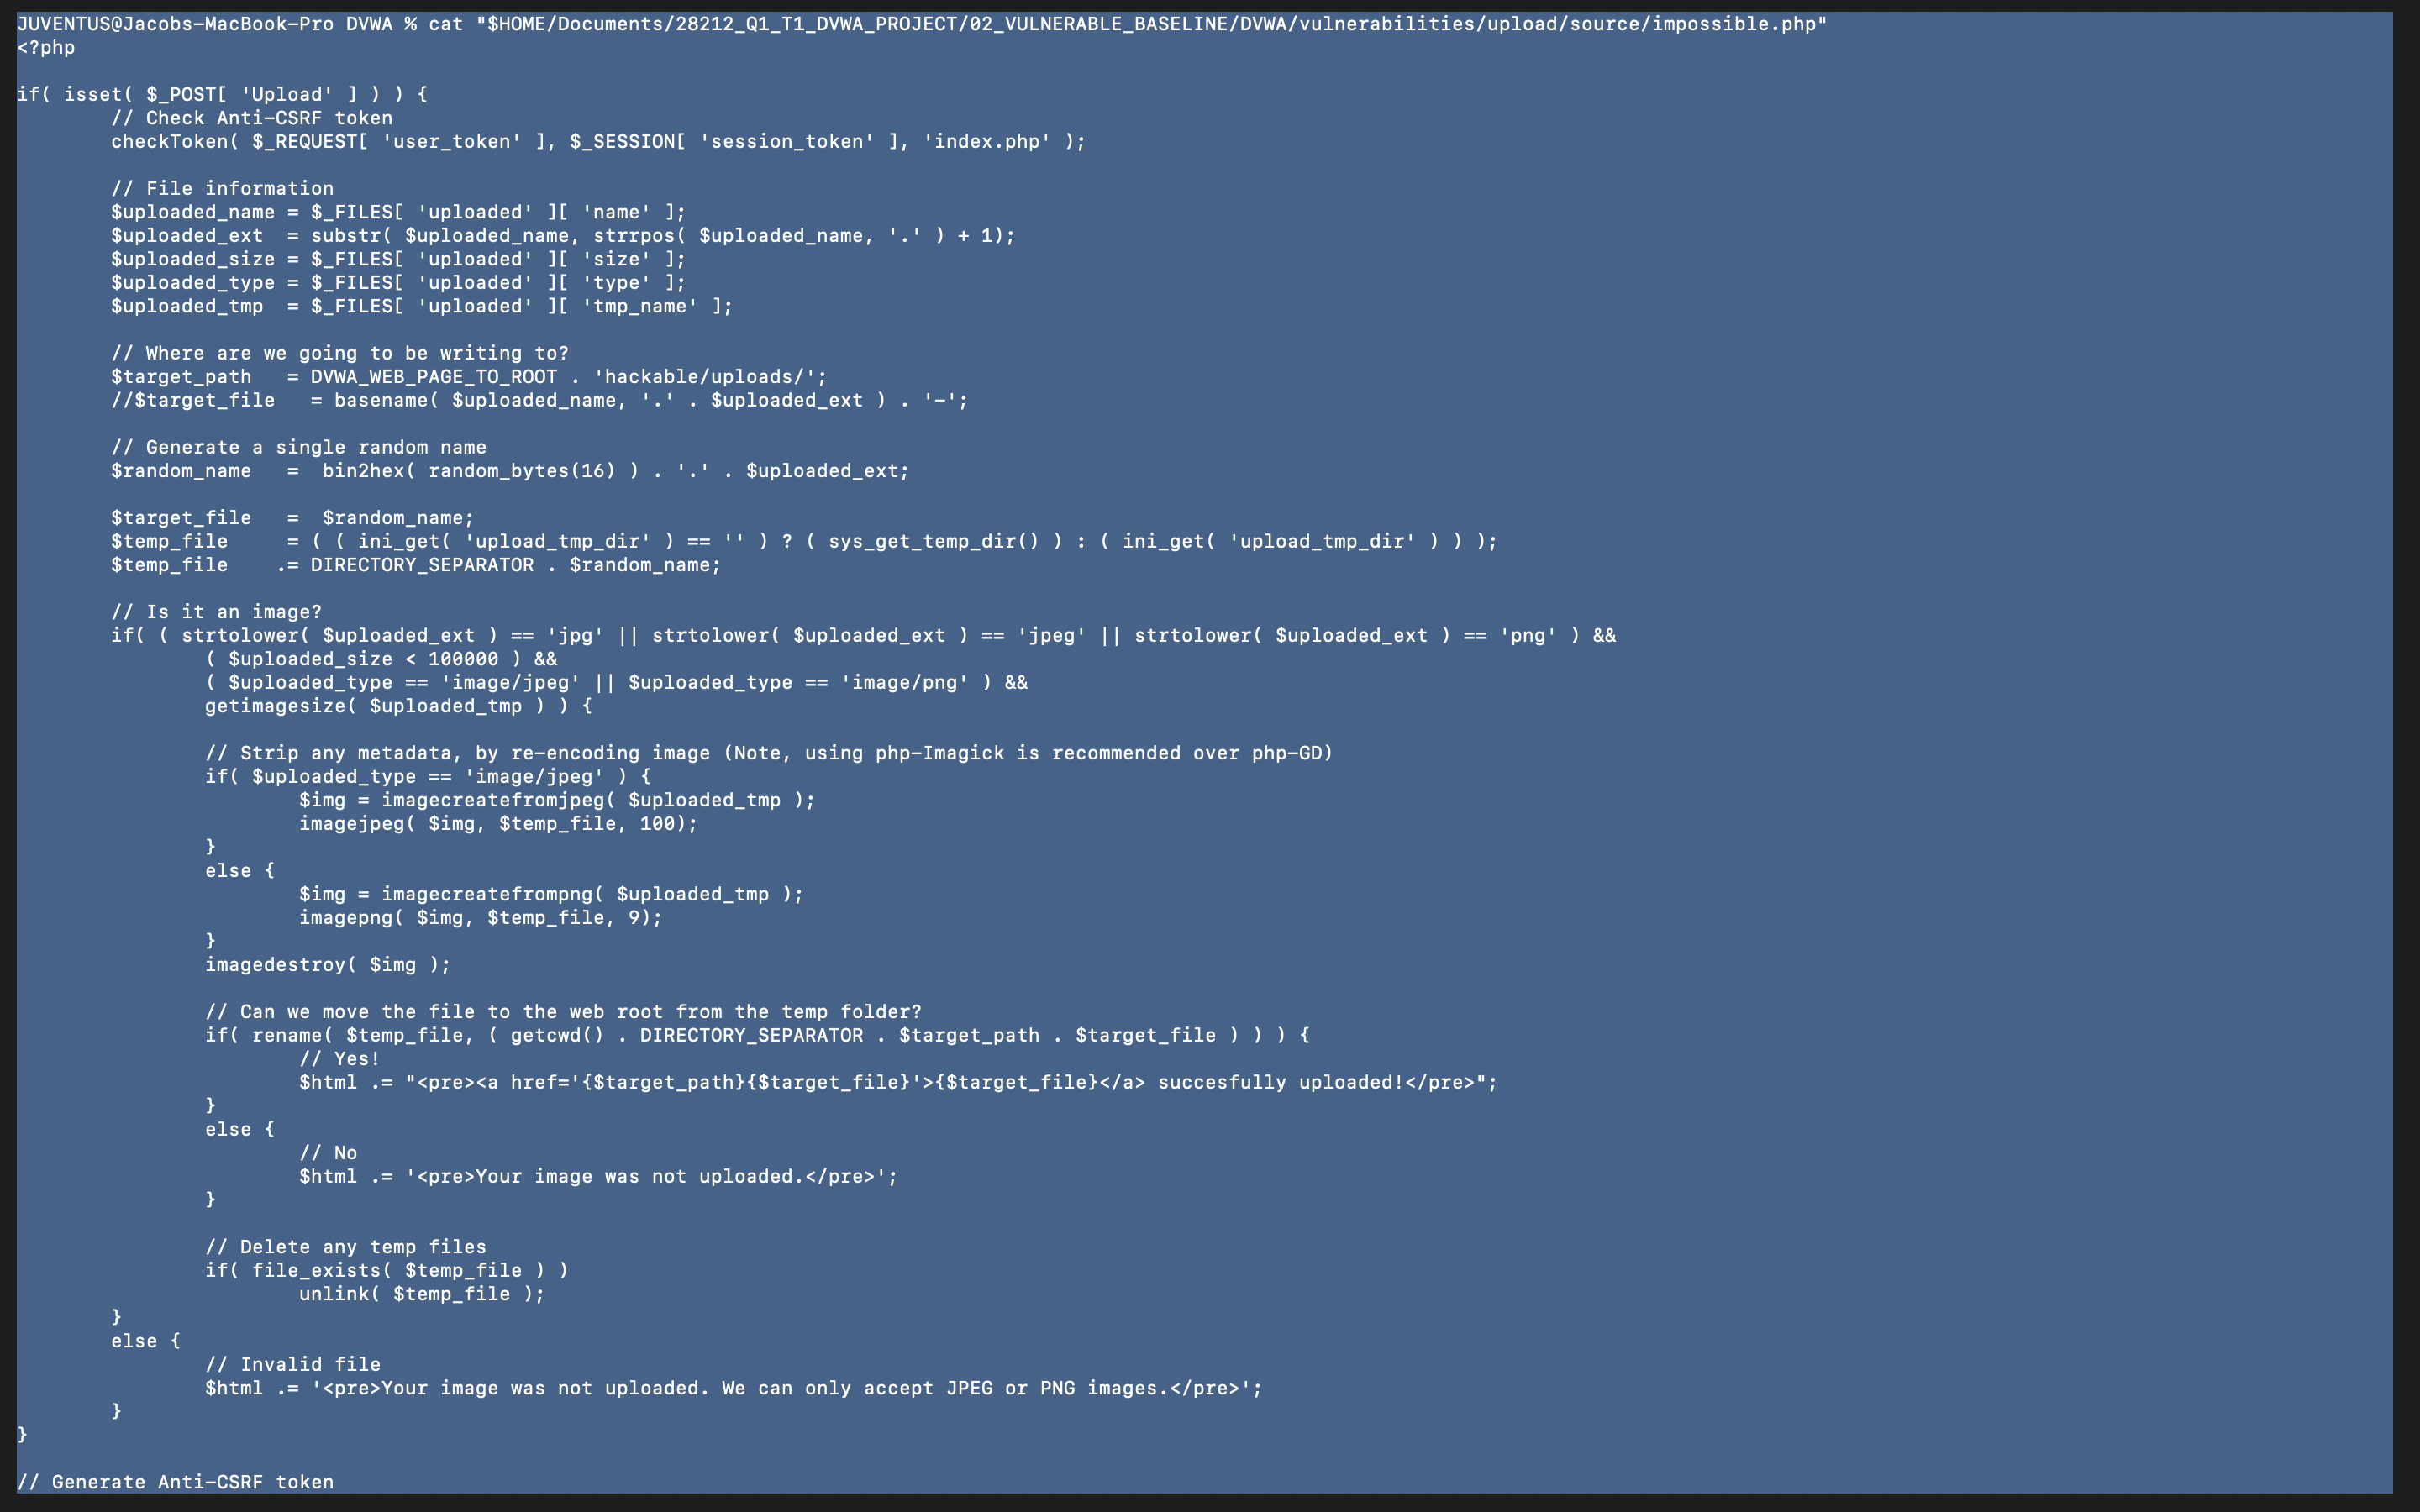 JUVENTUS@Jacobs-MacBook-Pro DVWA % cat "$HOME/Documents/28212_Q1_T1_DVWA_PROJECT/02_VULNERABLE_BASELINE/DVWA/vulnerabilities/upload/source/impossible.php"
<?php

if( isset( $_POST[ 'Upload' ] ) ) {
        // Check Anti-CSRF token
        checkToken( $_REQUEST[ 'user_token' ], $_SESSION[ 'session_token' ], 'index.php' );

        // File information
        $uploaded_name = $_FILES[ 'uploaded' ][ 'name' ];
        $uploaded_ext  = substr( $uploaded_name, strrpos( $uploaded_name, '.' ) + 1);
        $uploaded_size = $_FILES[ 'uploaded' ][ 'size' ];
        $uploaded_type = $_FILES[ 'uploaded' ][ 'type' ];
        $uploaded_tmp  = $_FILES[ 'uploaded' ][ 'tmp_name' ];

        // Where are we going to be writing to?
        $target_path   = DVWA_WEB_PAGE_TO_ROOT . 'hackable/uploads/';
        //$target_file   = basename( $uploaded_name, '.' . $uploaded_ext ) . '-';

        // Generate a single random name
        $random_name   =  bin2hex( random_bytes(16) ) . '.' . $uploaded_ext;

        $target_file   =  $random_name;
        $temp_file     = ( ( ini_get( 'upload_tmp_dir' ) == '' ) ? ( sys_get_temp_dir() ) : ( ini_get( 'upload_tmp_dir' ) ) );
        $temp_file    .= DIRECTORY_SEPARATOR . $random_name;

        // Is it an image?
        if( ( strtolower( $uploaded_ext ) == 'jpg' || strtolower( $uploaded_ext ) == 'jpeg' || strtolower( $uploaded_ext ) == 'png' ) &&
                ( $uploaded_size < 100000 ) &&
                ( $uploaded_type == 'image/jpeg' || $uploaded_type == 'image/png' ) &&
                getimagesize( $uploaded_tmp ) ) {

                // Strip any metadata, by re-encoding image (Note, using php-Imagick is recommended over php-GD)
                if( $uploaded_type == 'image/jpeg' ) {
                        $img = imagecreatefromjpeg( $uploaded_tmp );
                        imagejpeg( $img, $temp_file, 100);
                }
                else {
                        $img = imagecreatefrompng( $uploaded_tmp );
                        imagepng( $img, $temp_file, 9);
                }
                imagedestroy( $img );

                // Can we move the file to the web root from the temp folder?
                if( rename( $temp_file, ( getcwd() . DIRECTORY_SEPARATOR . $target_path . $target_file ) ) ) {
                        // Yes!
                        $html .= "<pre><a href='{$target_path}{$target_file}'>{$target_file}</a> succesfully uploaded!</pre>";
                }
                else {
                        // No
                        $html .= '<pre>Your image was not uploaded.</pre>';
                }

                // Delete any temp files
                if( file_exists( $temp_file ) )
                        unlink( $temp_file );
        }
        else {
                // Invalid file
                $html .= '<pre>Your image was not uploaded. We can only accept JPEG or PNG images.</pre>';
        }
}

// Generate Anti-CSRF token